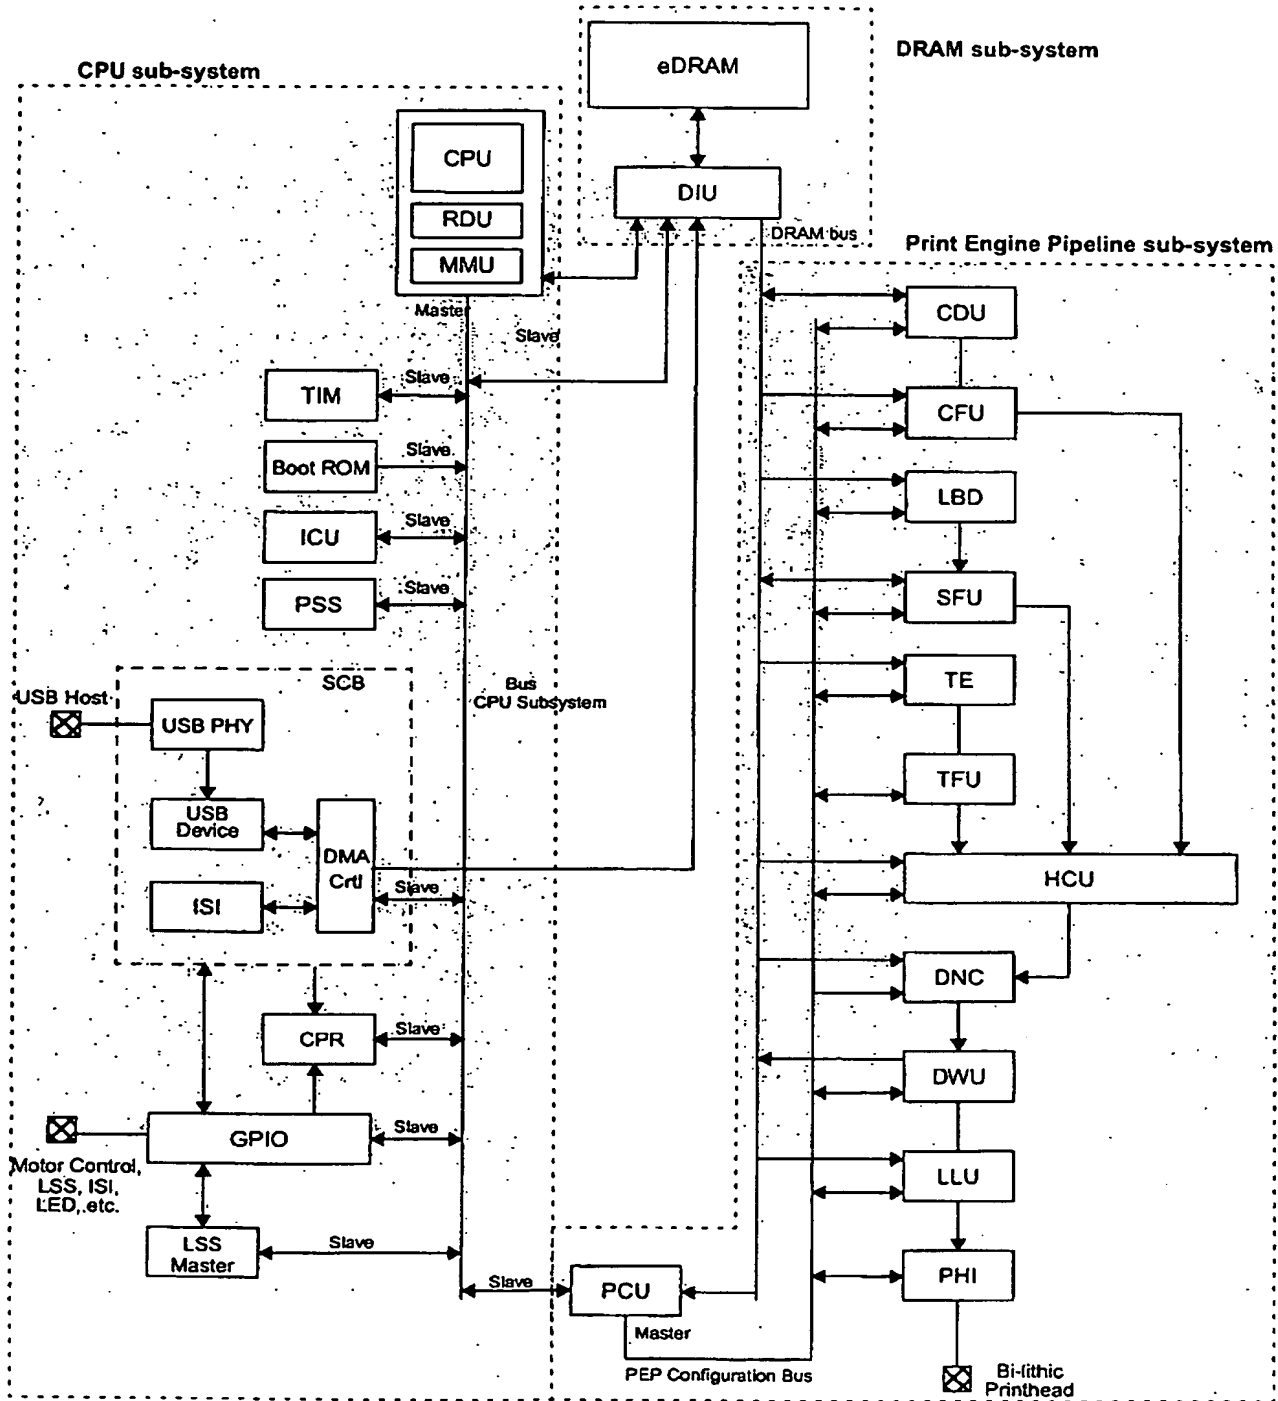 DRAM sub-system
CPU sub-system
eDRAM
CPU
RDU
MMU
DIU
DRAM bus
Print Engine Pipeline sub-system
Master
Slave
CDU
TIM
Slave
CFU
Boot ROM
Slave
LBD
ICU
Slave
PSS
Slave
SFU
SCB
TE
Bus
CPU Subsystem
USB Host
USB PHY
TFU
USB
Device
DMA
Crtl
Slave
ISI
HCU
DNC
CPR
Slave
DWU
GPIO
Slave
Motor Control,
LSS, ISI,
LED, etc.
LLU
LSS
Master
Slave
Slave
PCU
PHI
Master
PEP Configuration Bus
Bi-lithic
Printhead